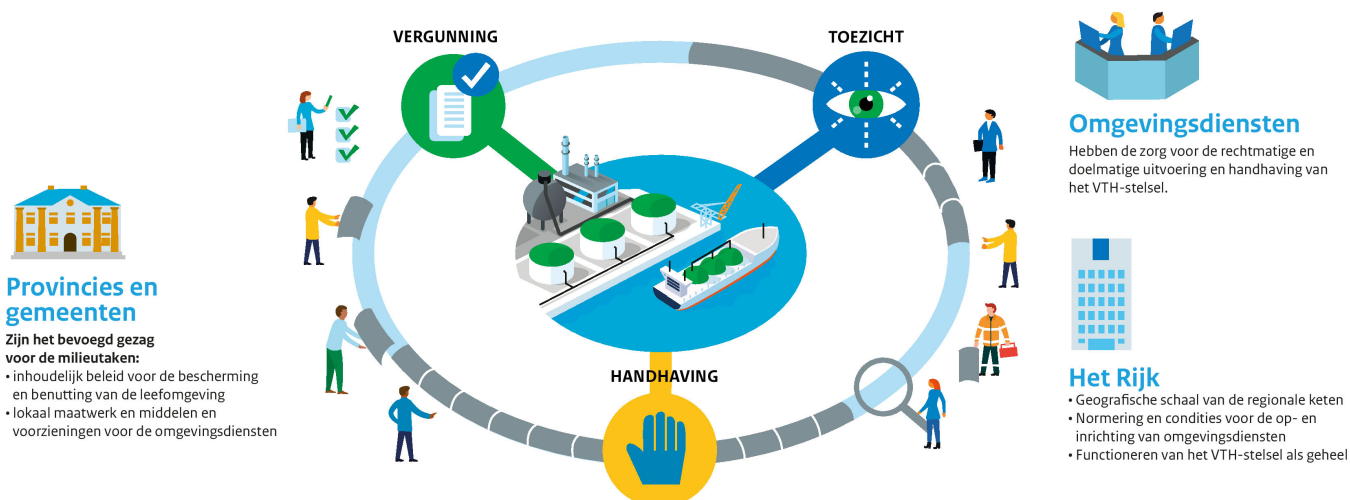 VERGUNNING
TOEZICHT
HANDHAVING
Provincies en
gemeenten
Zijn het bevoegd gezag
voor de milieutaken:
• inhoudelijk beleid voor de bescherming
en benutting van de leefomgeving
• lokaal maatwerk en middelen en
voorzieningen voor de omgevingsdiensten
Omgevingsdiensten
Hebben de zorg voor de rechtmatige en
doelmatige uitvoering en handhaving van
het VTH-stelsel.
Het Rijk
• Geografische schaal van de regionale keten
• Normering en condities voor de op- en
inrichting van omgevingsdiensten
• Functioneren van het VTH-stelsel als geheel